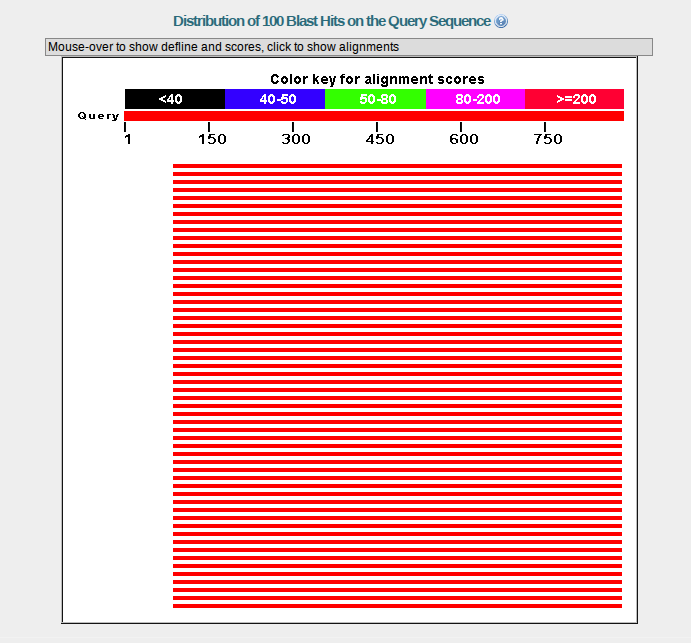 Distribution of 100 Blast Hits on the Query Sequence
Mouse-over to show defline and scores, click to show alignments
Color key for alignment scores
<40 40-50 50-80 80-200 >=200
Query
1 150 300 450 600 750